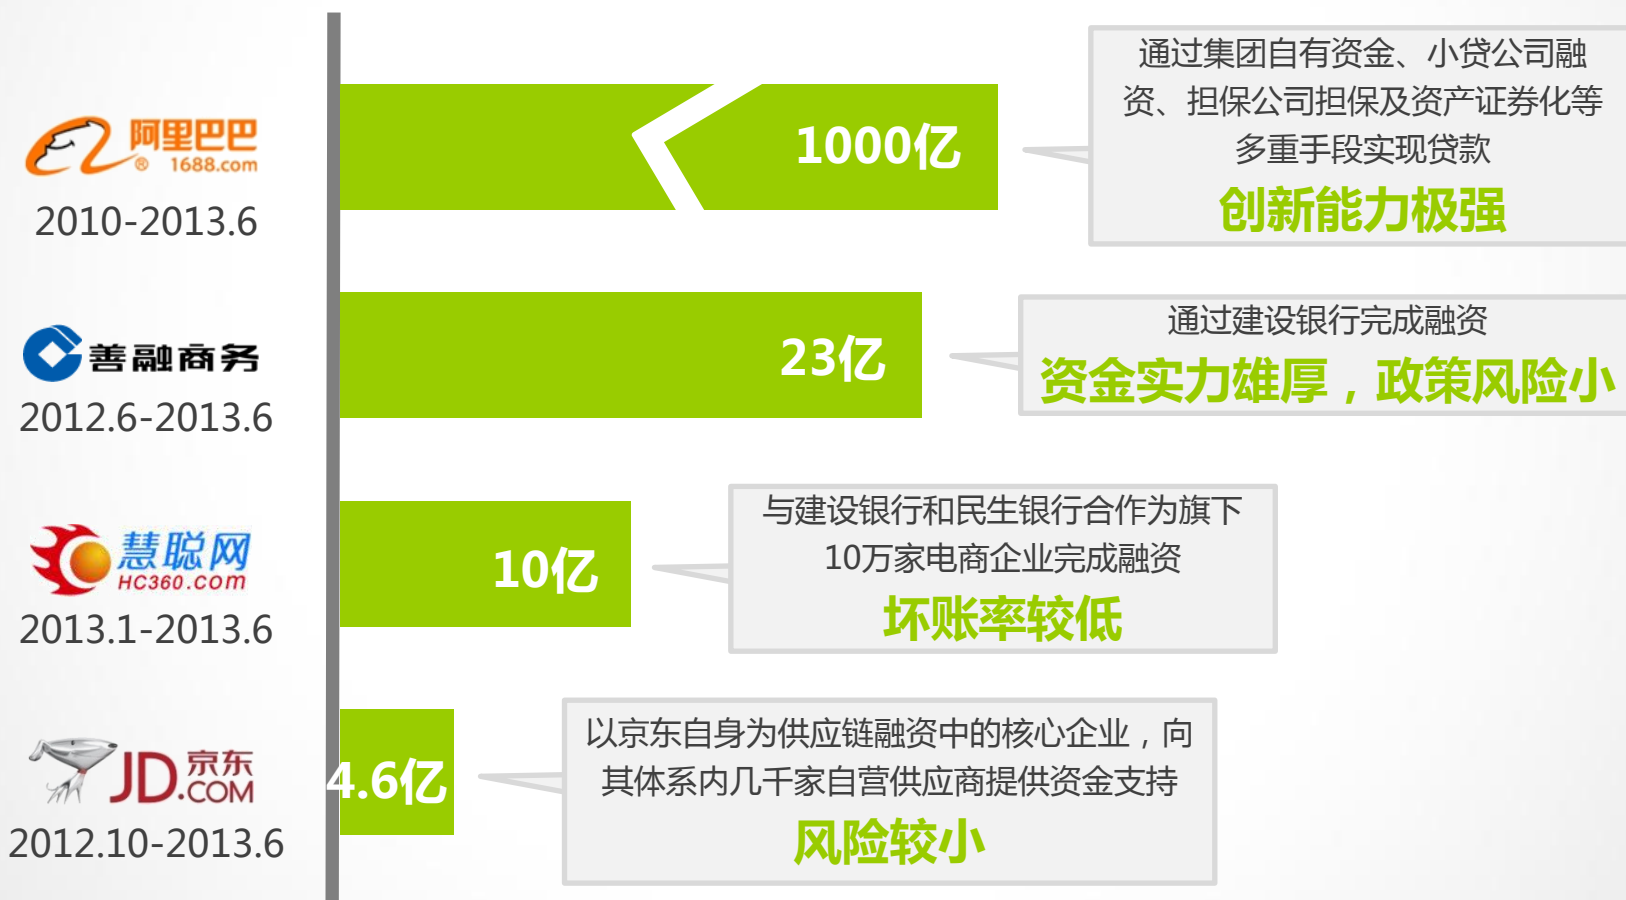 阿里巴巴
® 1688.com
2010-2013.6
1000亿
通过集团自有资金、小贷公司融
资、担保公司担保及资产证券化等
多重手段实现贷款
创新能力极强
善融商务
2012.6-2013.6
23亿
通过建设银行完成融资
资金实力雄厚，政策风险小
慧聪网
HC360.com
2013.1-2013.6
10亿
与建设银行和民生银行合作为旗下
10万家电商企业完成融资
坏账率较低
JD.COM 京东
2012.10-2013.6
4.6亿
以京东自身为供应链融资中的核心企业，向
其体系内几千家自营供应商提供资金支持
风险较小